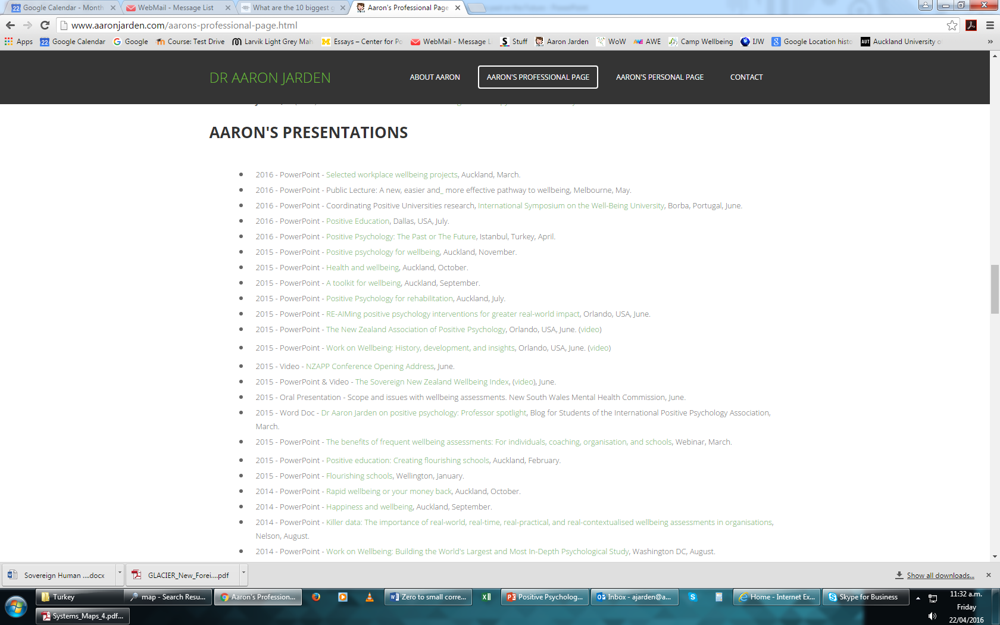 Google Calendar - Month
WebMail - Message List
What are the 10 biggest g
Aaron's Professional Page
www.aaronjarden.com/aarons-professional-page.html
Apps
22 Google Calendar
Google
Course: Test Drive
Larvik Light Grey Mah
Essays – Center for Po
WebMail - Message L
Stuff
Aaron Jarden
WoW
AWE
Camp Wellbeing
IJW
Google Location histo
AUT Auckland University o
»
DR AARON JARDEN
ABOUT AARON
AARON'S PROFESSIONAL PAGE
AARON'S PERSONAL PAGE
CONTACT
AARON'S PRESENTATIONS
2016 - PowerPoint - Selected workplace wellbeing projects, Auckland, March.
2016 - PowerPoint - Public Lecture: A new, easier and_ more effective pathway to wellbeing, Melbourne, May.
2016 - PowerPoint - Coordinating Positive Universities research, International Symposium on the Well-Being University, Borba, Portugal, June.
2016 - PowerPoint - Positive Education, Dallas, USA, July.
2016 - PowerPoint - Positive Psychology: The Past or The Future, Istanbul, Turkey, April.
2015 - PowerPoint - Positive psychology for wellbeing, Auckland, November.
2015 - PowerPoint - Health and wellbeing, Auckland, October.
2015 - PowerPoint - A toolkit for wellbeing, Auckland, September.
2015 - PowerPoint - Positive Psychology for rehabilitation, Auckland, July.
2015 - PowerPoint - RE-AIMing positive psychology interventions for greater real-world impact, Orlando, USA, June.
2015 - PowerPoint - The New Zealand Association of Positive Psychology, Orlando, USA, June. (video)
2015 - PowerPoint - Work on Wellbeing: History, development, and insights, Orlando, USA, June. (video)
2015 - Video - NZAPP Conference Opening Address, June.
2015 - PowerPoint & Video - The Sovereign New Zealand Wellbeing Index, (video), June.
2015 - Oral Presentation - Scope and issues with wellbeing assessments. New South Wales Mental Health Commission, June.
2015 - Word Doc - Dr Aaron Jarden on positive psychology: Professor spotlight, Blog for Students of the International Positive Psychology Association,
March.
2015 - PowerPoint - The benefits of frequent wellbeing assessments: For individuals, coaching, organisation, and schools, Webinar, March.
2015 - PowerPoint - Positive education: Creating flourishing schools, Auckland, February.
2015 - PowerPoint - Flourishing schools, Wellington, January.
2014 - PowerPoint - Rapid wellbeing or your money back, Auckland, October.
2014 - PowerPoint - Happiness and wellbeing, Auckland, September.
2014 - PowerPoint - Killer data: The importance of real-world, real-time, real-practical, and real-contextualised wellbeing assessments in organisations,
Nelson, August.
2014 - PowerPoint - Work on Wellbeing: Building the World's Largest and Most In-Depth Psychological Study, Washington DC, August.
Sovereign Human ....docx
GLACIER_New_Forei....pdf
Show all downloads...
Turkey
map - Search Resu...
Aaron's Profession...
Zero to small corre...
Positive Psycholog...
Inbox - ajarden@a...
Home - Internet Ex...
Skype for Business
11:32 a.m.
Friday
22/04/2016
Systems_Maps_4.pdf...